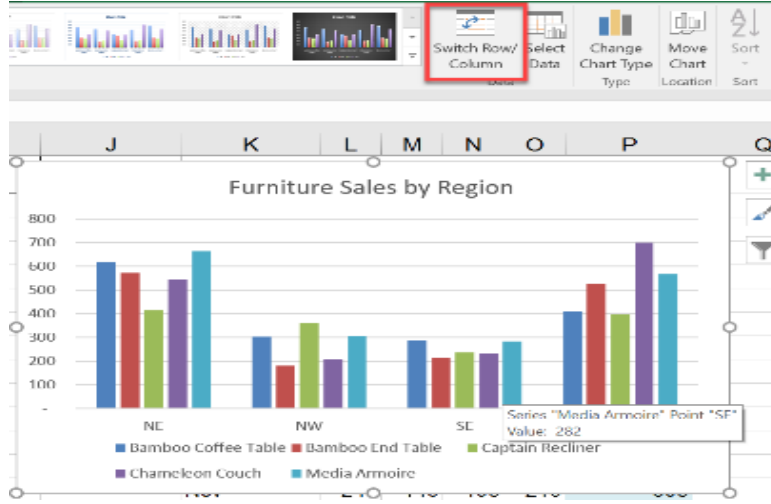 Switch Row/ Select Change Move Sort
Column Data Chart Type Chart
Data Type Location Sort
J K L M N O P Q
Furniture Sales by Region
800
700
600
500
400
300
200
100
-
NE NW SE
Series "Media Armoire" Point "SE"
Value: 282
Bamboo Coffee Table Bamboo End Table Captain Recliner
Chameleon Couch Media Armoire